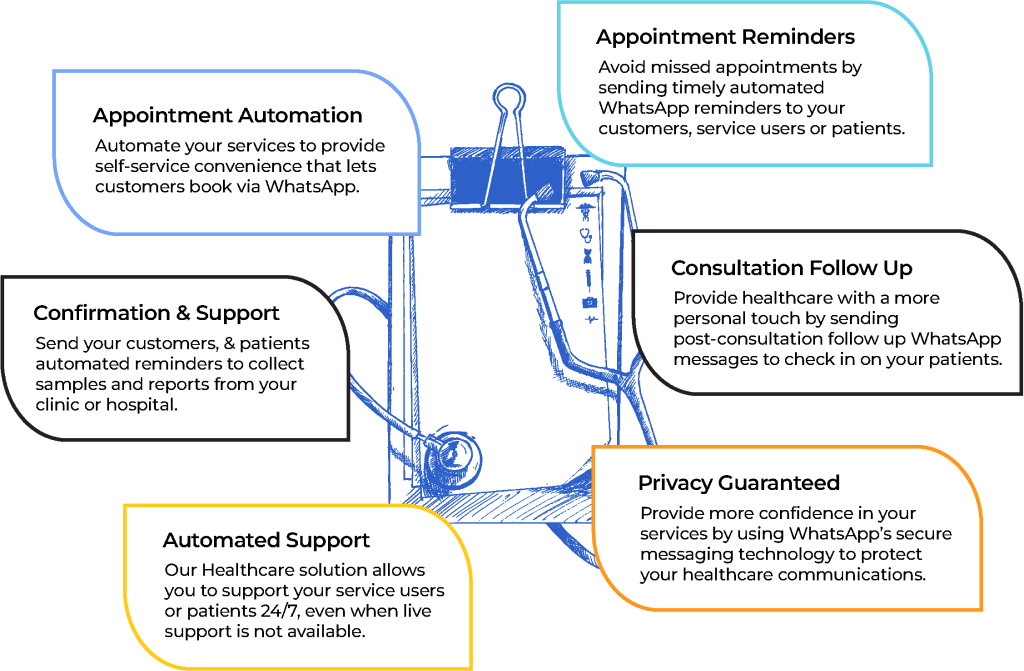 Appointment Reminders
Avoid missed appointments by
sending timely automated
WhatsApp reminders to your
customers, service users or patients.
Appointment Automation
Automate your services to provide
self-service convenience that lets
customers book via WhatsApp.
Consultation Follow Up
Provide healthcare with a more
personal touch by sending
post-consultation follow up WhatsApp
messages to check in on your patients.
Confirmation & Support
Send your customers, & patients
automated reminders to collect
samples and reports from your
clinic or hospital.
Privacy Guaranteed
Provide more confidence in your
services by using WhatsApp’s secure
messaging technology to protect
your healthcare communications.
Automated Support
Our Healthcare solution allows
you to support your service users
or patients 24/7, even when live
support is not available.